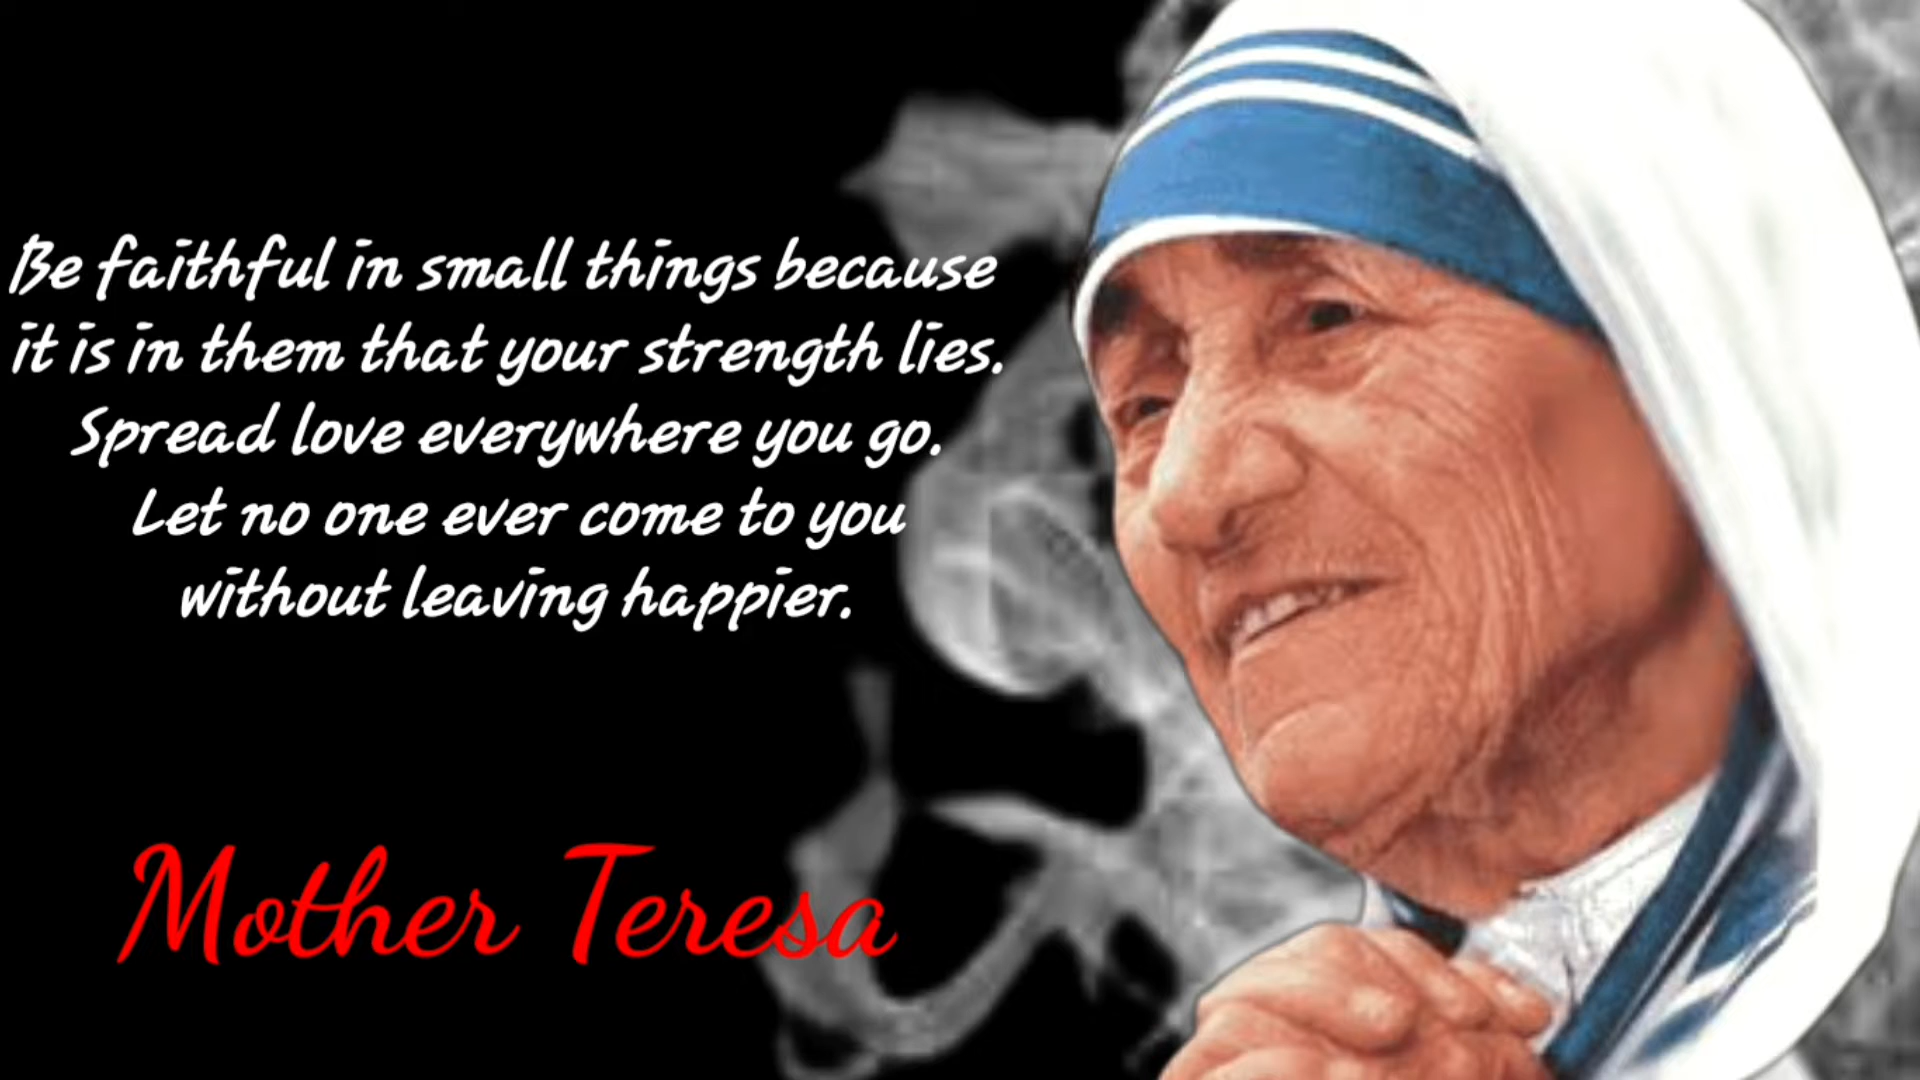 Be faithful in small things because
it is in them that your strength lies.
Spread love everywhere you go.
Let no one ever come to you
without leaving happier.
Mother Teresa